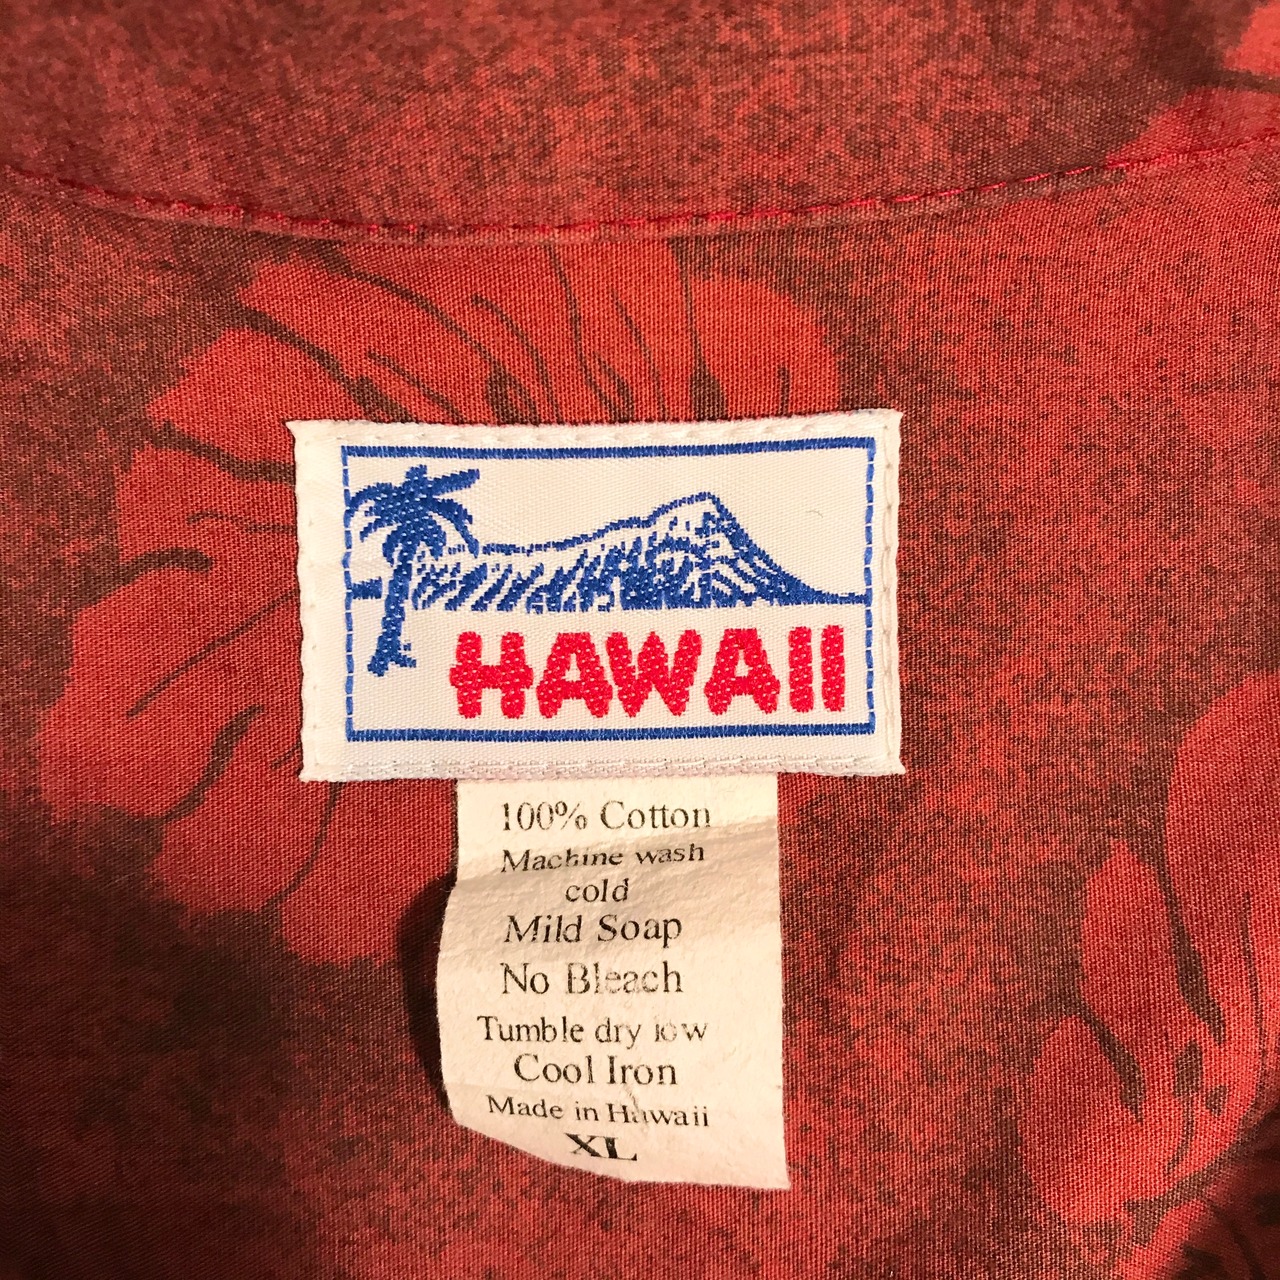 HAWAII
100% Cotton
Machine wash
cold
Mild Soap
No Bleach
Tumble dry low
Cool Iron
Made in Hawaii
XL